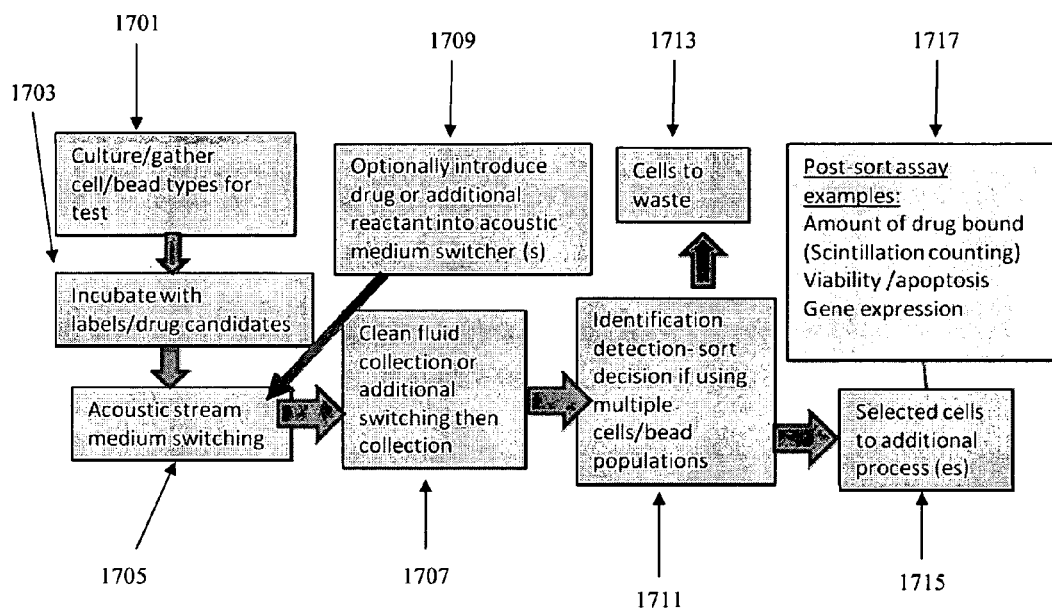 1701
1709
1713
1717
1703
Culture/gather
cell/bead types for
test
Optionally introduce
drug or additional
reactant into acoustic
medium switcher (s)
Cells to
waste
Post-sort assay
examples:
Amount of drug bound
(Scintillation counting)
Viability /apoptosis
Gene expression
Incubate with
labels/drug candidates
Clean fluid
collection or
additional
switching then
collection
Identification
detection- sort
decision if using
multiple
cells/bead
populations
Acoustic stream
medium switching
Selected cells
to additional
process (es)
1705
1707
1711
1715